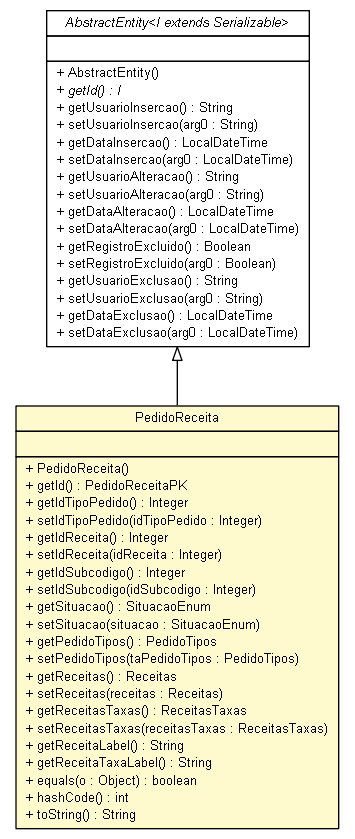 AbstractEntity<I extends Serializable>
+ AbstractEntity()
+ getId() : I
+ getUsuarioInsercao() : String
+ setUsuarioInsercao(arg0 : String)
+ getDataInsercao() : LocalDateTime
+ setDataInsercao(arg0 : LocalDateTime)
+ getUsuarioAlteracao() : String
+ setUsuarioAlteracao(arg0 : String)
+ getDataAlteracao() : LocalDateTime
+ setDataAlteracao(arg0 : LocalDateTime)
+ getRegistroExcluido() : Boolean
+ setRegistroExcluido(arg0 : Boolean)
+ getUsuarioExclusao() : String
+ setUsuarioExclusao(arg0 : String)
+ getDataExclusao() : LocalDateTime
+ setDataExclusao(arg0 : LocalDateTime)
PedidoReceita
+ PedidoReceita()
+ getId() : PedidoReceitaPK
+ getIdTipoPedido() : Integer
+ setIdTipoPedido(idTipoPedido : Integer)
+ getIdReceita() : Integer
+ setIdReceita(idReceita : Integer)
+ getIdSubcodigo() : Integer
+ setIdSubcodigo(idSubcodigo : Integer)
+ getSituacao() : SituacaoEnum
+ setSituacao(situacao : SituacaoEnum)
+ getPedidoTipos() : PedidoTipos
+ setPedidoTipos(taPedidoTipos : PedidoTipos)
+ getReceitas() : Receitas
+ setReceitas(receitas : Receitas)
+ getReceitasTaxas() : ReceitasTaxas
+ setReceitasTaxas(receitasTaxas : ReceitasTaxas)
+ getReceitaLabel() : String
+ getReceitaTaxaLabel() : String
+ equals(o : Object) : boolean
+ hashCode() : int
+ toString() : String